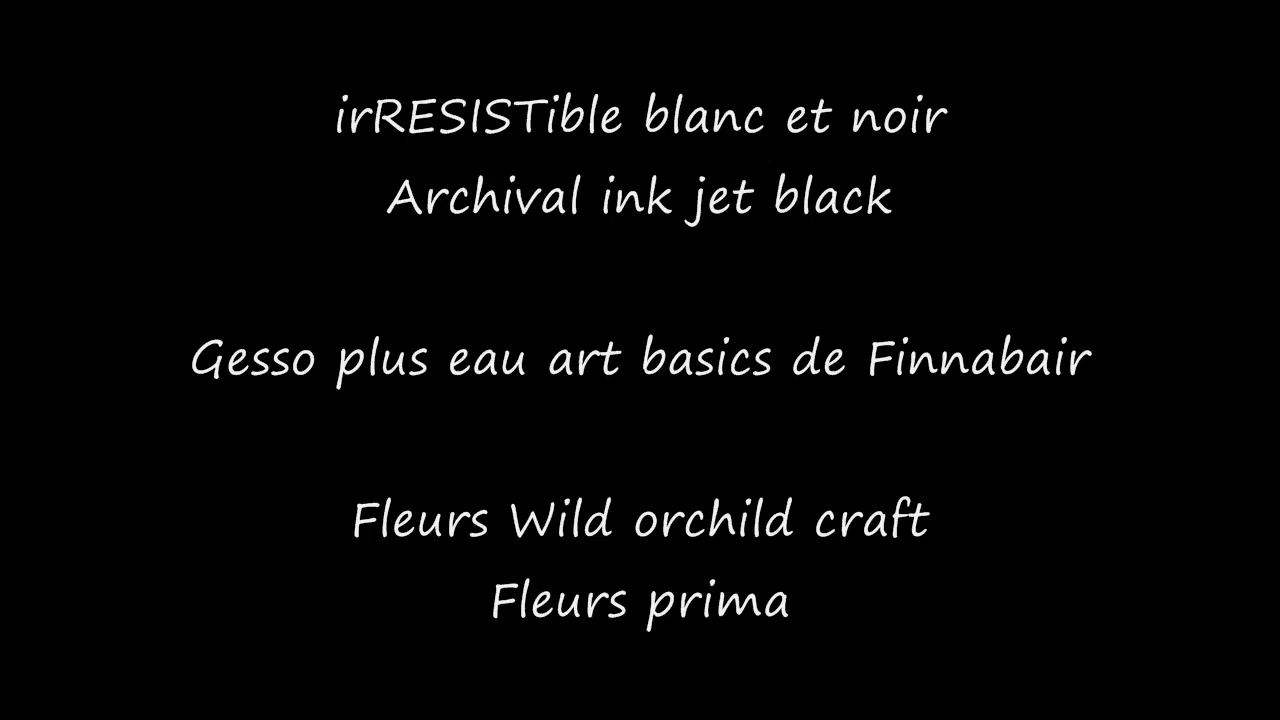 irRESISTible blanc et noir
Archival ink jet black
Gesso plus eau art basics de Finnabair
Fleurs Wild orchild craft
Fleurs prima